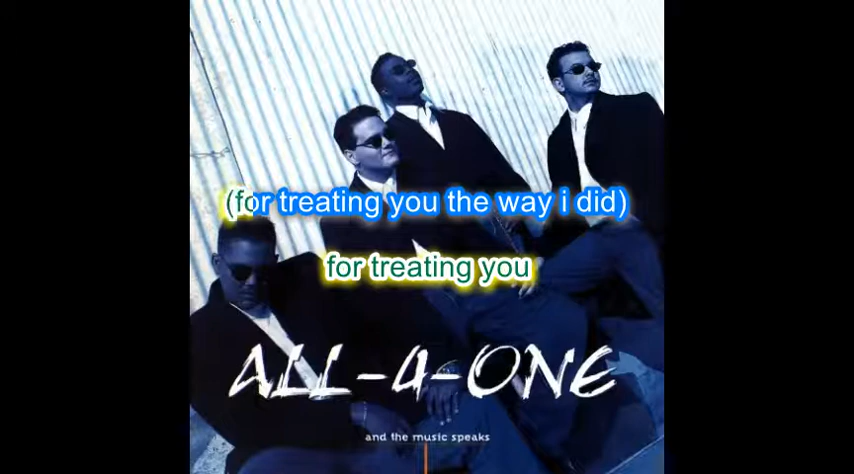 (for treating you the way i did)
for treating you
ALL-4-ONE
and the music speaks